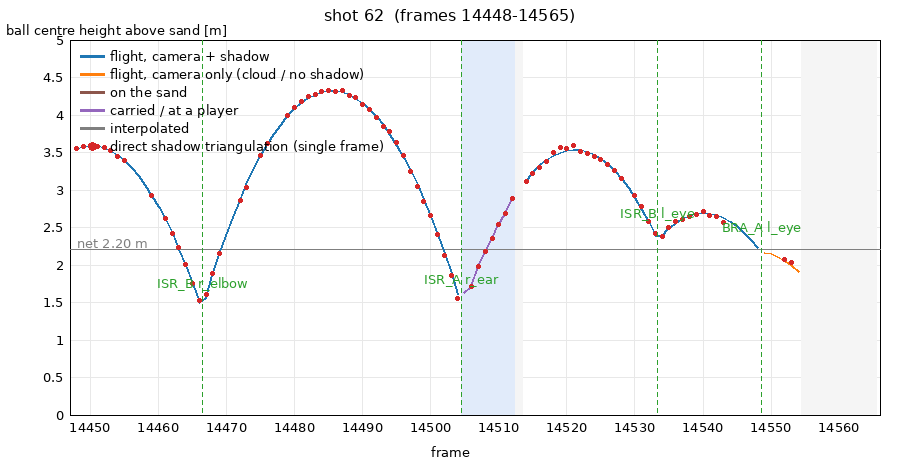 shot 62  (frames 14448-14565)
ball centre height above sand [m]
5
4.5
4
3.5
3
2.5
2
1.5
1
0.5
0
flight, camera + shadow
flight, camera only (cloud / no shadow)
on the sand
carried / at a player
interpolated
direct shadow triangulation (single frame)
net 2.20 m
ISR_B r_elbow
ISR_A r_ear
ISR_B l_eye
BRA_A l_eye
14450 14460 14470 14480 14490 14500 14510 14520 14530 14540 14550 14560
frame